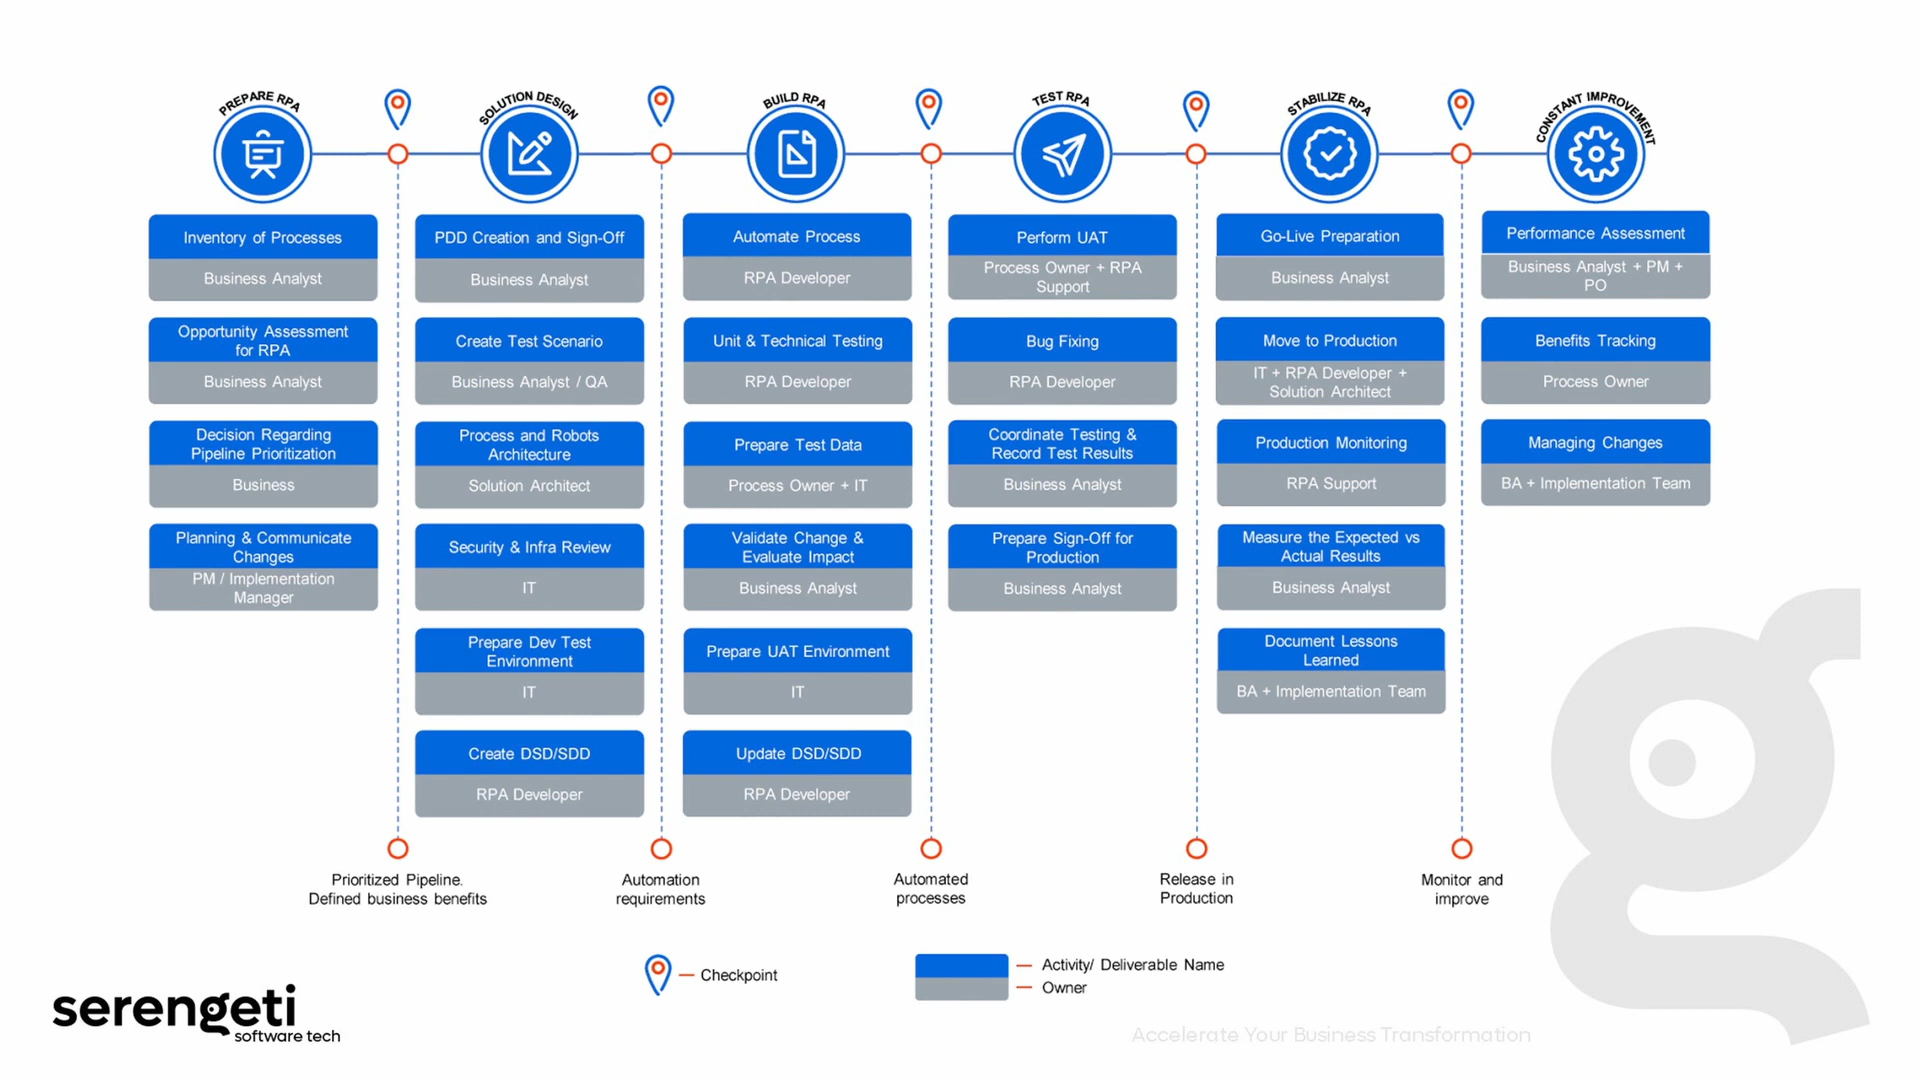 PREPARE RPA
SOLUTION DESIGN
BUILD RPA
TEST RPA
STABILIZE RPA
CONSTANT IMPROVEMENT
Inventory of Processes
Business Analyst
Opportunity Assessment
for RPA
Business Analyst
Decision Regarding
Pipeline Prioritization
Business
Planning & Communicate
Changes
PM / Implementation
Manager
PDD Creation and Sign-Off
Business Analyst
Create Test Scenario
Business Analyst / QA
Process and Robots
Architecture
Solution Architect
Security & Infra Review
IT
Prepare Dev Test
Environment
IT
Create DSD/SDD
RPA Developer
Automate Process
RPA Developer
Unit & Technical Testing
RPA Developer
Prepare Test Data
Process Owner + IT
Validate Change &
Evaluate Impact
Business Analyst
Prepare UAT Environment
IT
Update DSD/SDD
RPA Developer
Perform UAT
Process Owner + RPA
Support
Bug Fixing
RPA Developer
Coordinate Testing &
Record Test Results
Business Analyst
Prepare Sign-Off for
Production
Business Analyst
Go-Live Preparation
Business Analyst
Move to Production
IT + RPA Developer +
Solution Architect
Production Monitoring
RPA Support
Measure the Expected vs
Actual Results
Business Analyst
Document Lessons
Learned
BA + Implementation Team
Performance Assessment
Business Analyst + PM +
PO
Benefits Tracking
Process Owner
Managing Changes
BA + Implementation Team
Prioritized Pipeline.
Defined business benefits
Automation
requirements
Automated
processes
Release in
Production
Monitor and
improve
Checkpoint
Activity/ Deliverable Name
Owner
serengeti
software tech
Accelerate Your Business Transformation